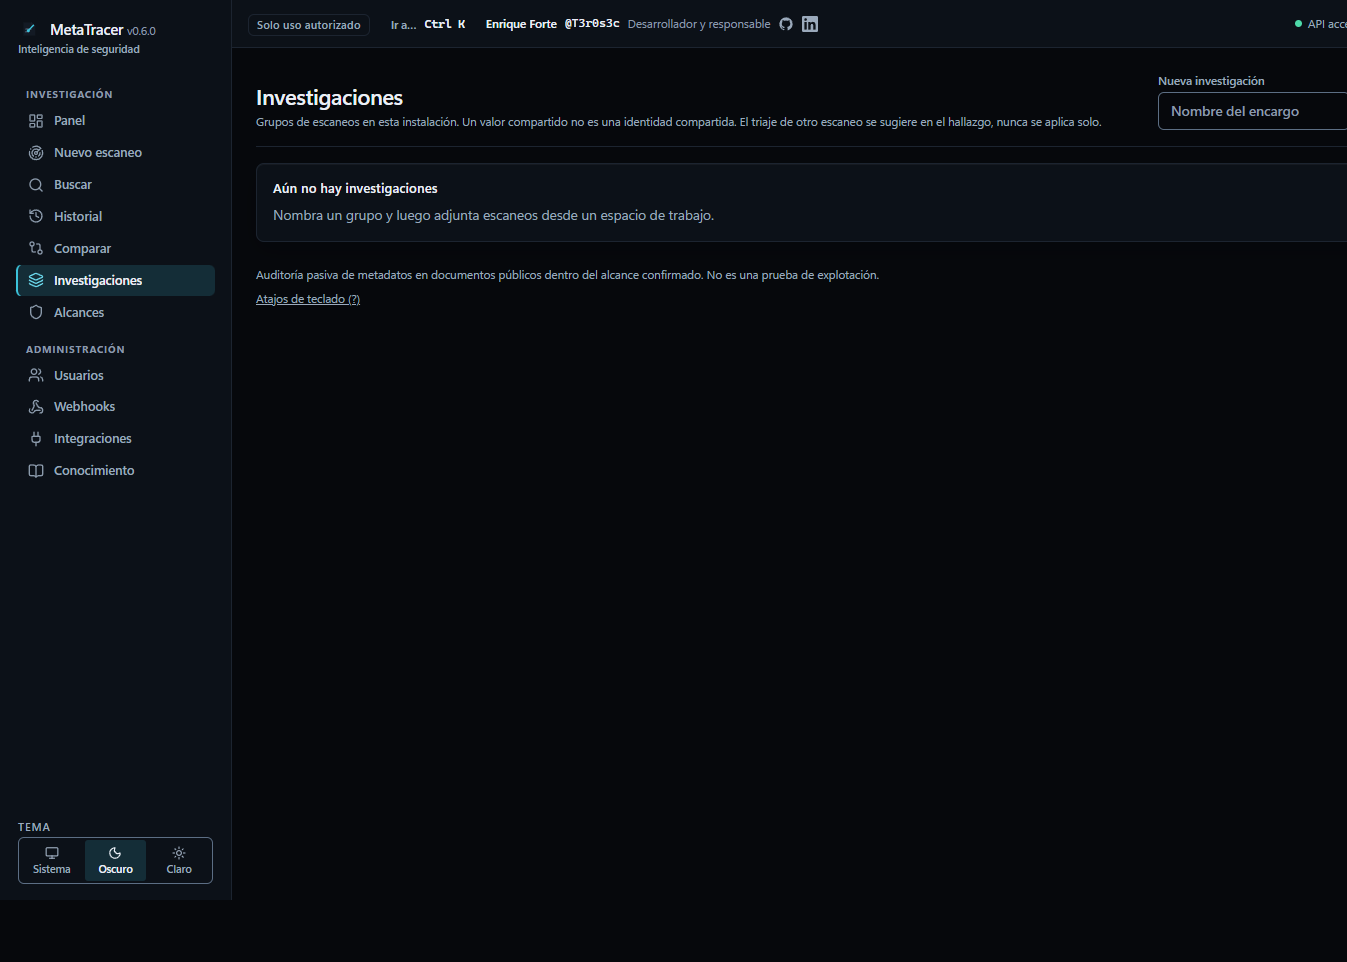 MetaTracer v0.6.0
Inteligencia de seguridad
INVESTIGACIÓN
Panel
Nuevo escaneo
Buscar
Historial
Comparar
Investigaciones
Alcances
ADMINISTRACIÓN
Usuarios
Webhooks
Integraciones
Conocimiento
TEMA
Sistema
Oscuro
Claro
Solo uso autorizado
Ir a... Ctrl K
Enrique Forte @T3r0s3c Desarrollador y responsable
API acce
Investigaciones
Grupos de escaneos en esta instalación. Un valor compartido no es una identidad compartida. El triaje de otro escaneo se sugiere en el hallazgo, nunca se aplica solo.
Nueva investigación
Nombre del encargo
Aún no hay investigaciones
Nombra un grupo y luego adjunta escaneos desde un espacio de trabajo.
Auditoría pasiva de metadatos en documentos públicos dentro del alcance confirmado. No es una prueba de explotación.
Atajos de teclado (?)